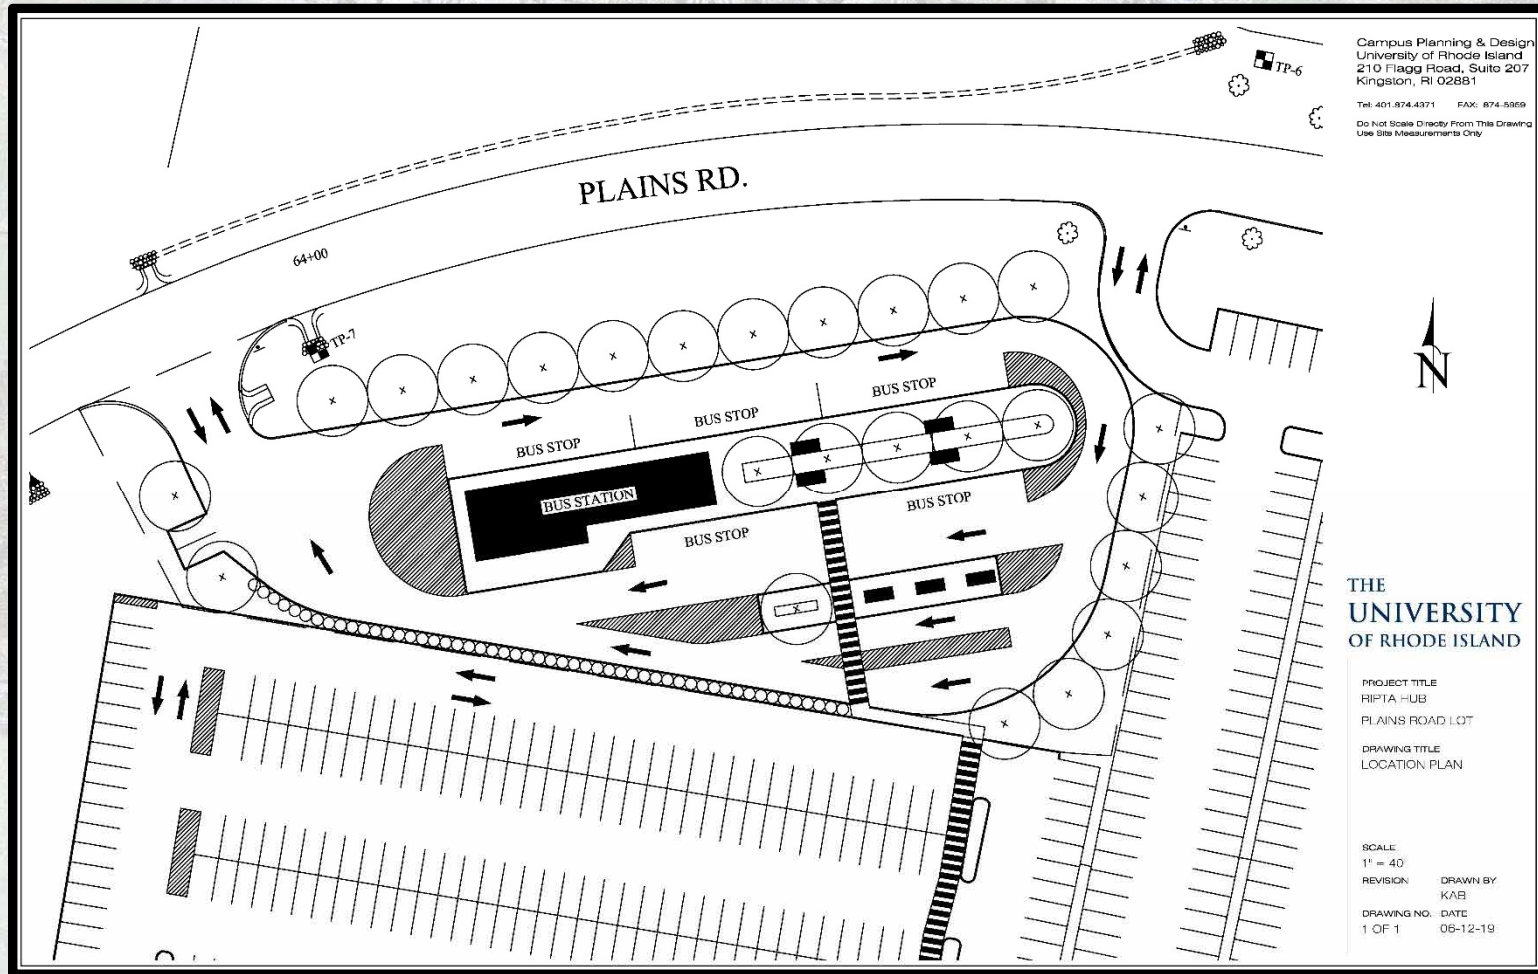 Campus Planning & Design
University of Rhode Island
210 Flagg Road, Suite 207
Kingston, RI 02881
Tel: 401.874.4371 FAX: 874-5959
Do Not Scale Directly From This Drawing
Use Site Measurements Only
TP-6
PLAINS RD.
64+00
TP-7
N
BUS STOP
BUS STOP
BUS STOP
BUS STATION
BUS STOP
BUS STOP
THE
UNIVERSITY
OF RHODE ISLAND
PROJECT TITLE
RIPTA HUB
PLAINS ROAD LOT
DRAWING TITLE
LOCATION PLAN
SCALE
1" = 40
REVISION DRAWN BY
KAB
DRAWING NO. DATE
1 OF 1 06-12-19